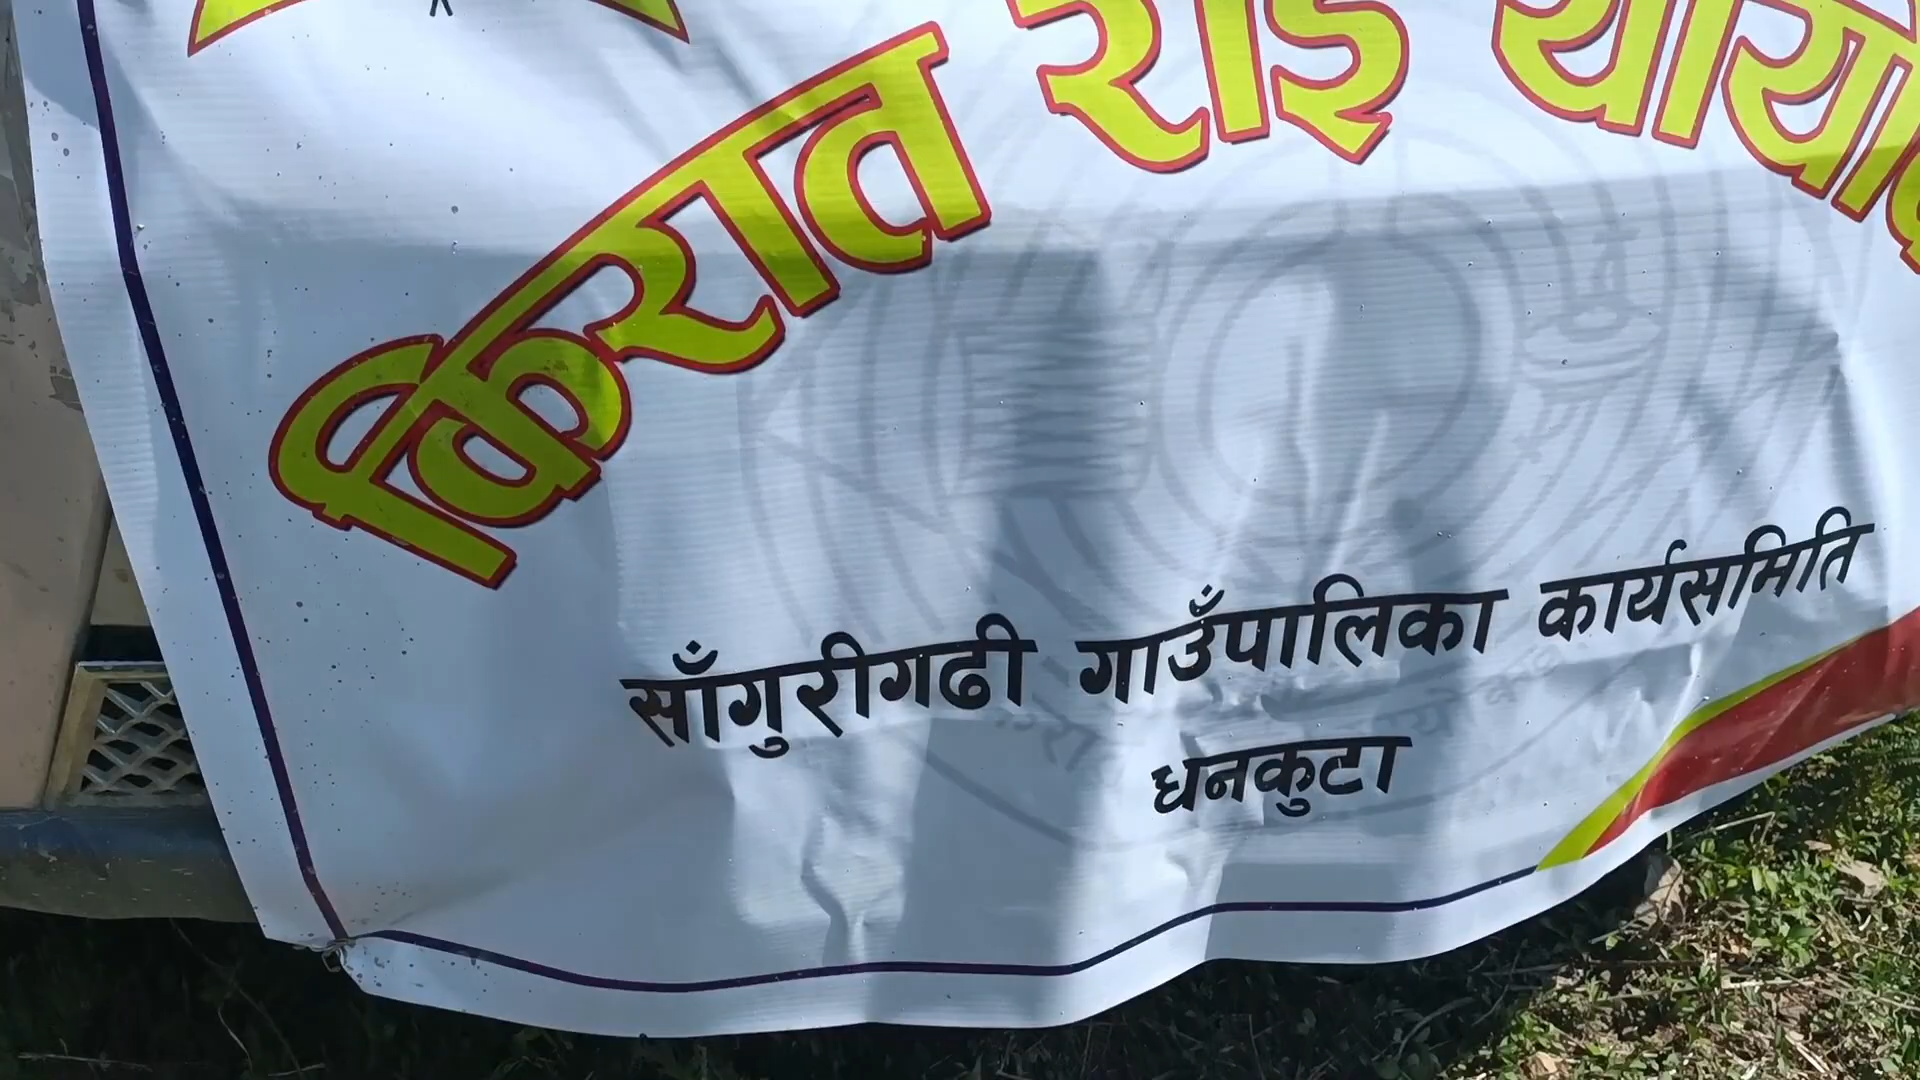 किरात राई
साँगुरीगढी गाउँपालिका कार्यसमिति
धनकुटा